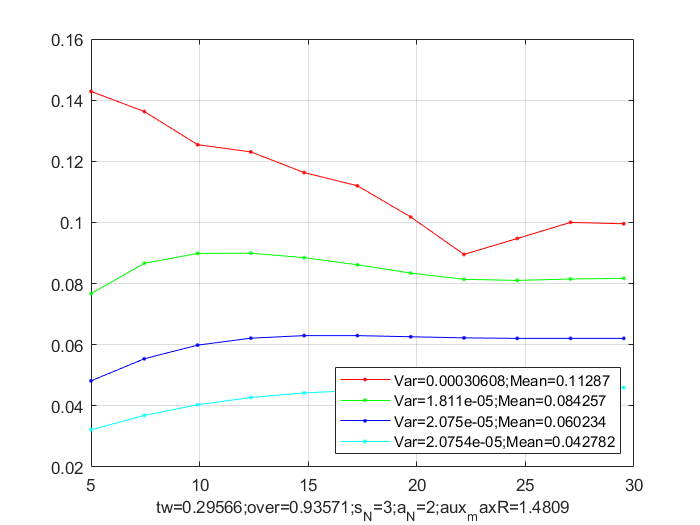 0.16
0.14
0.12
0.1
0.08
0.06
0.04
0.02
Var=0.00030608;Mean=0.11287
Var=1.811e-05;Mean=0.084257
Var=2.075e-05;Mean=0.060234
Var=2.0754e-05;Mean=0.042782
5 10 15 20 25 30
tw=0.29566;over=0.93571;s_N=3;a_N=2;aux_maxR=1.4809